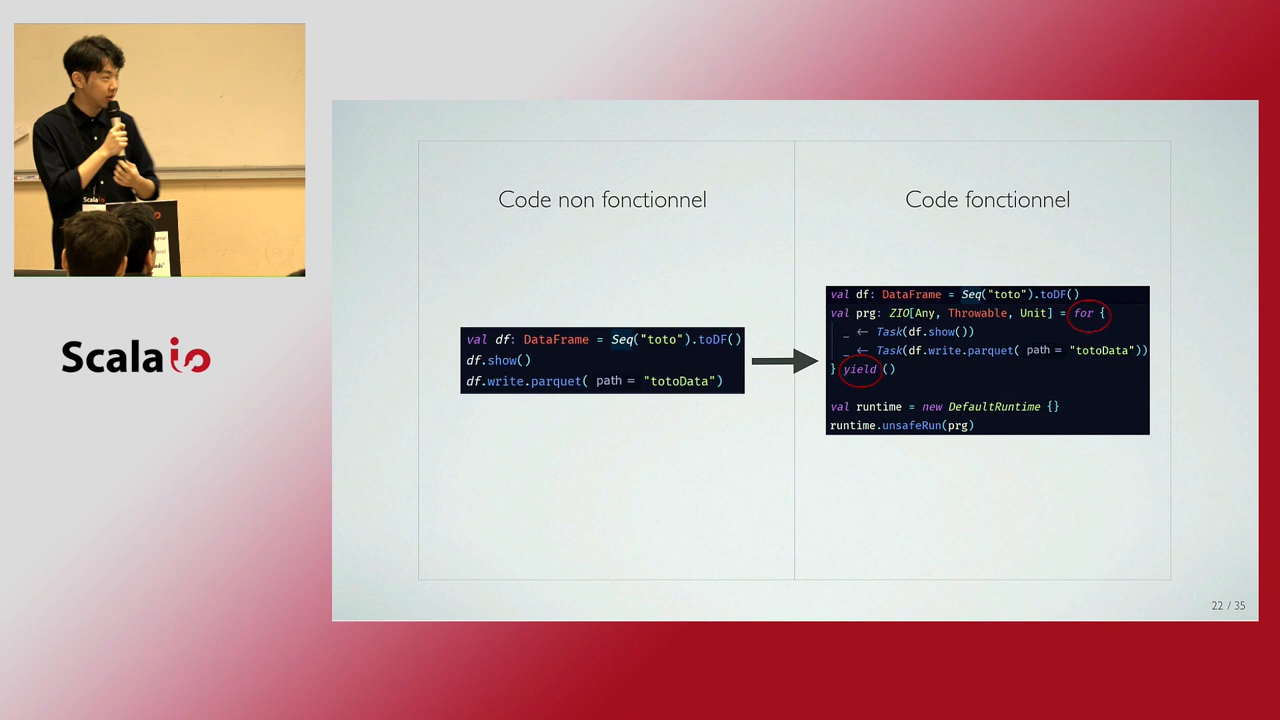 Scala
Scala io
Code non fonctionnel
val df: DataFrame = Seq("toto").toDF()
df.show()
df.write.parquet( path = "totoData")
Code fonctionnel
val df: DataFrame = Seq("toto").toDF()
val prg: ZIO[Any, Throwable, Unit] = for {
_ ← Task(df.show())
_ ← Task(df.write.parquet( path = "totoData"))
} yield ()
val runtime = new DefaultRuntime {}
runtime.unsafeRun(prg)
22 / 35